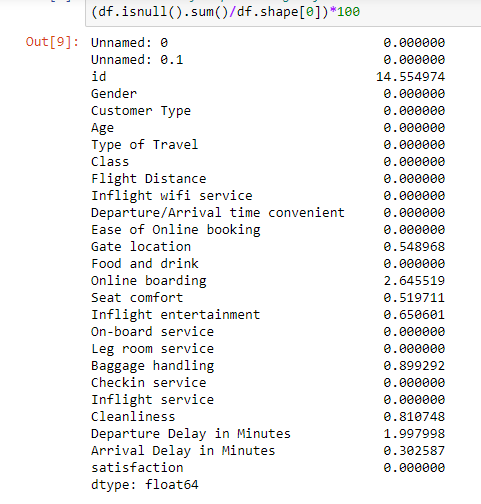 (df.isnull().sum()/df.shape[0])*100
Out[9]: Unnamed: 0 0.000000
Unnamed: 0.1 0.000000
id 14.554974
Gender 0.000000
Customer Type 0.000000
Age 0.000000
Type of Travel 0.000000
Class 0.000000
Flight Distance 0.000000
Inflight wifi service 0.000000
Departure/Arrival time convenient 0.000000
Ease of Online booking 0.000000
Gate location 0.548968
Food and drink 0.000000
Online boarding 2.645519
Seat comfort 0.519711
Inflight entertainment 0.650601
On-board service 0.000000
Leg room service 0.000000
Baggage handling 0.899292
Checkin service 0.000000
Inflight service 0.000000
Cleanliness 0.810748
Departure Delay in Minutes 1.997998
Arrival Delay in Minutes 0.302587
satisfaction 0.000000
dtype: float64